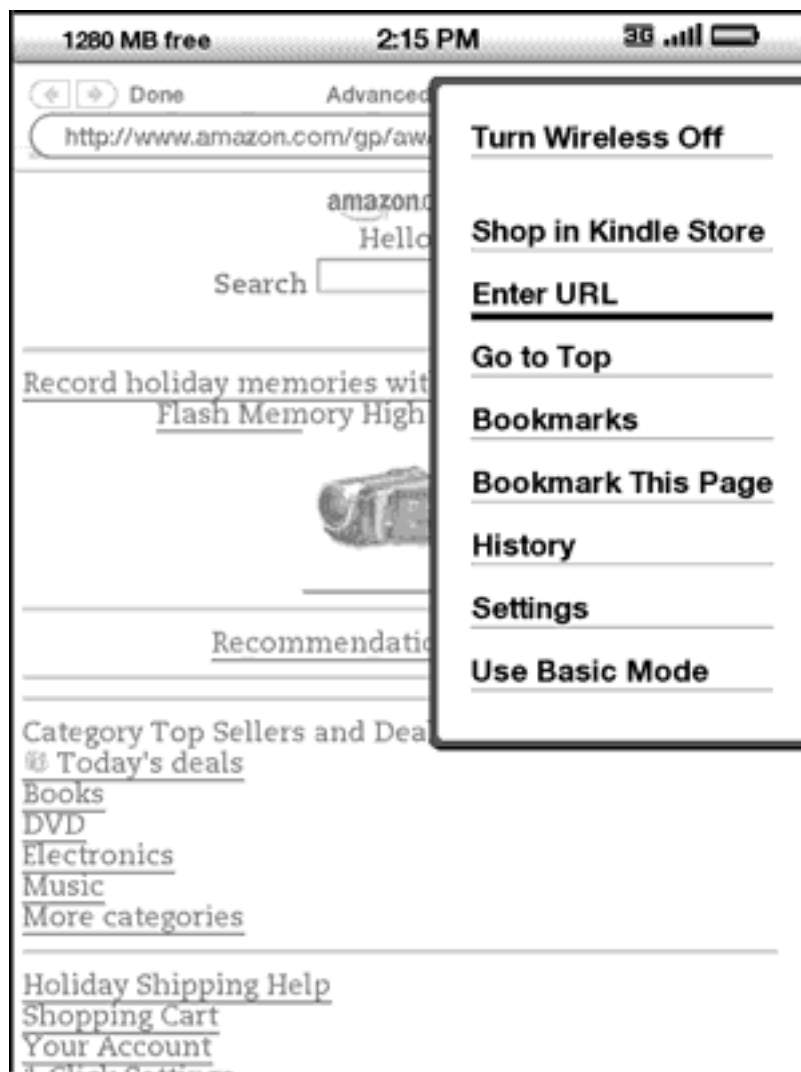 1280 MB free 2:15 PM 3G
Done Advanced
http://www.amazon.com/gp/aw/
amazon.c
Hello
Search
Record holiday memories wit
Flash Memory High
Recommendatio
Category Top Sellers and Deal
Today's deals
Books
DVD
Electronics
Music
More categories
Holiday Shipping Help
Shopping Cart
Your Account
1-Click Settings
Turn Wireless Off
Shop in Kindle Store
Enter URL
Go to Top
Bookmarks
Bookmark This Page
History
Settings
Use Basic Mode